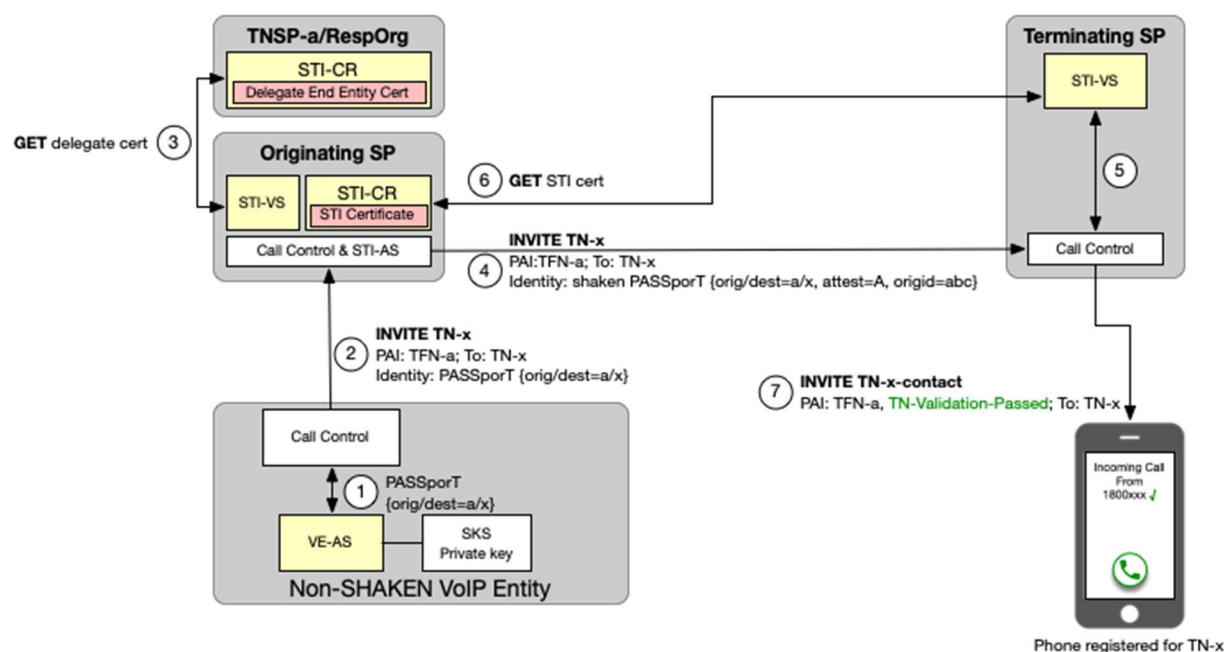 TNSP-a/RespOrg
STI-CR
Delegate End Entity Cert
GET delegate cert
3
Originating SP
STI-VS
STI-CR
STI Certificate
Call Control & STI-AS
Terminating SP
STI-VS
5
Call Control
6
GET STI cert
INVITE TN-x
4
PAI:TFN-a; To: TN-x
Identity: shaken PASSporT {orig/dest=a/x, attest=A, origid=abc}
INVITE TN-x
2
PAI: TFN-a; To: TN-x
Identity: PASSporT {orig/dest=a/x}
7
INVITE TN-x-contact
PAI: TFN-a, TN-Validation-Passed; To: TN-x
Call Control
1
PASSporT
{orig/dest=a/x}
VE-AS
SKS
Private key
Non-SHAKEN VoIP Entity
Incoming Call
From
1800xxx √
Phone registered for TN-x